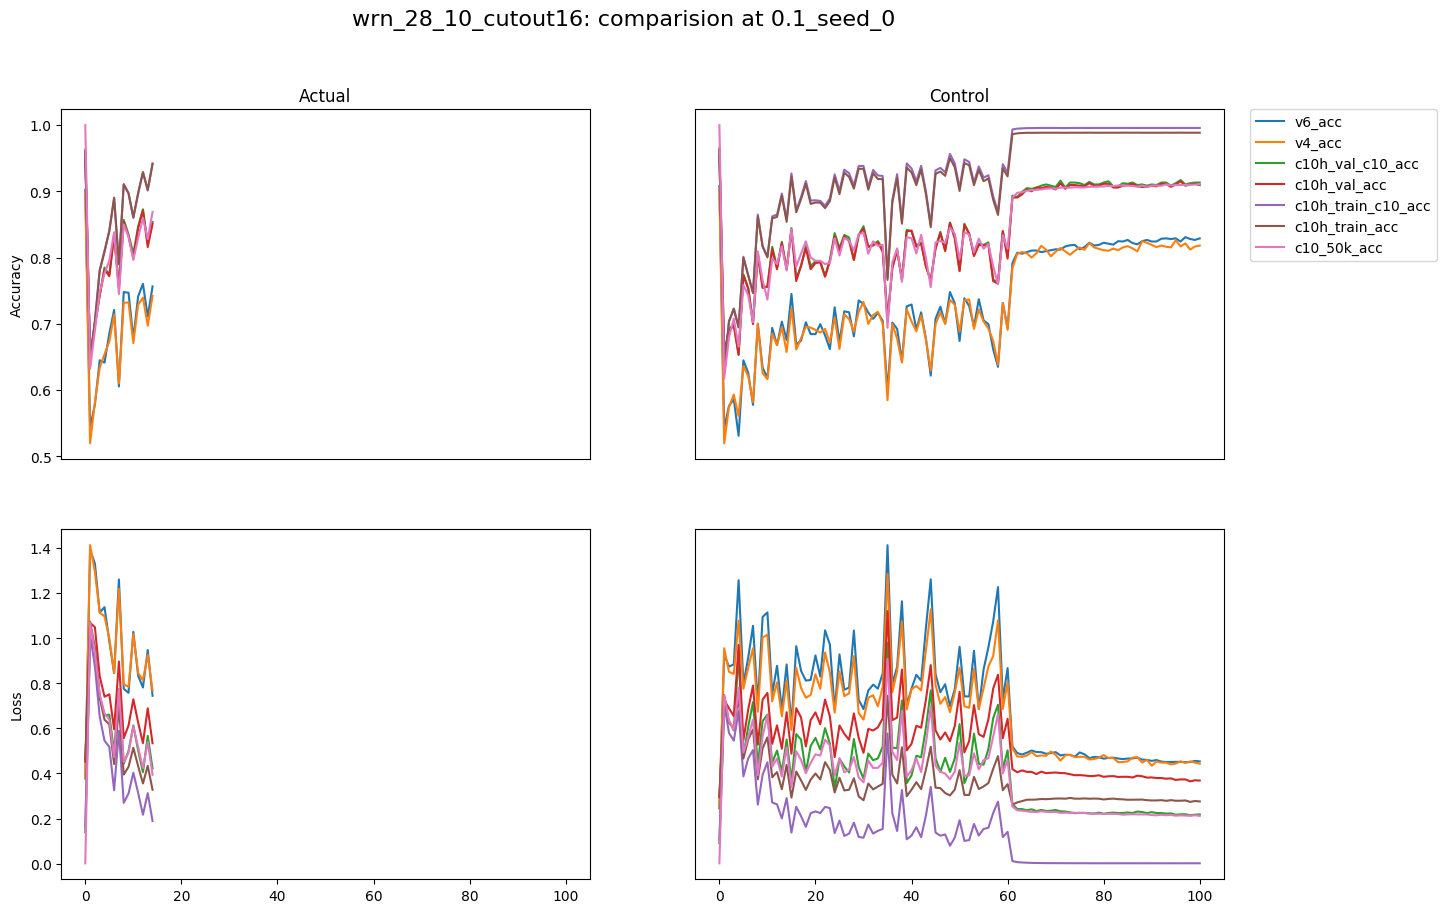 wrn_28_10_cutout16: comparision at 0.1_seed_0
Actual
Control
1.0
0.9
0.8
0.7
0.6
0.5
Accuracy
v6_acc
v4_acc
c10h_val_c10_acc
c10h_val_acc
c10h_train_c10_acc
c10h_train_acc
c10_50k_acc
1.4
1.2
1.0
0.8
0.6
0.4
0.2
0.0
Loss
0 20 40 60 80 100
0 20 40 60 80 100